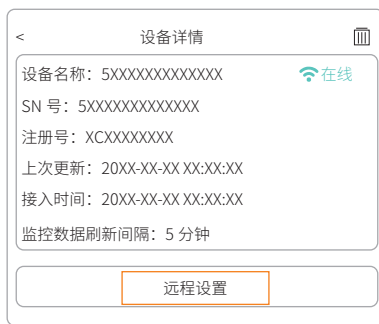 < 设备详情
设备名称：5XXXXXXXXXXXXX 在线
SN 号：5XXXXXXXXXXXXX
注册号：XCXXXXXXXX
上次更新：20XX-XX-XX XX:XX:XX
接入时间：20XX-XX-XX XX:XX:XX
监控数据刷新间隔：5 分钟
远程设置